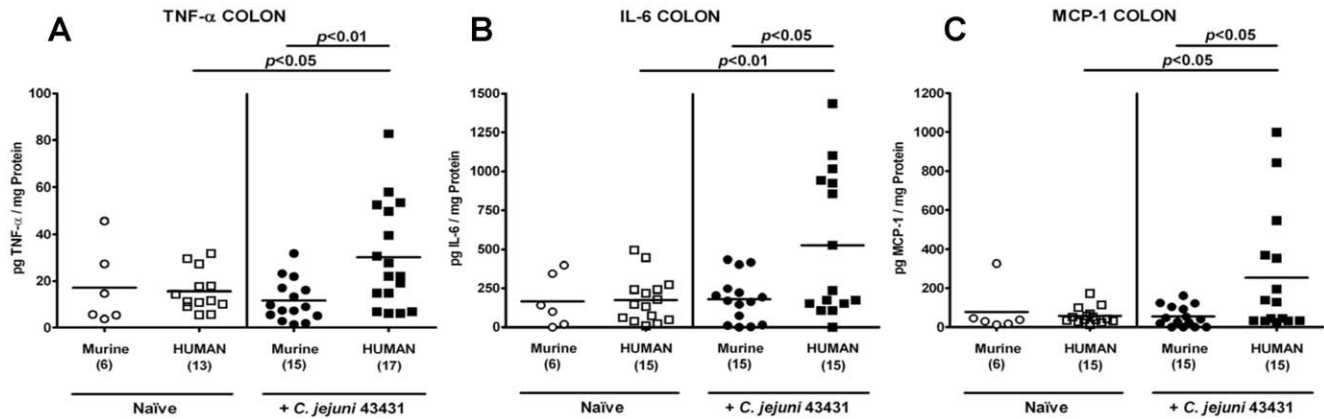 A
TNF-α COLON
p<0.01
p<0.05
pg TNF-α / mg Protein
100
80
60
40
20
0
Murine HUMAN Murine HUMAN
(6) (13) (15) (17)
Naïve + C. jejuni 43431
B
IL-6 COLON
p<0.05
p<0.01
pg IL-6 / mg Protein
1500
1250
1000
750
500
250
0
Murine HUMAN Murine HUMAN
(6) (15) (15) (15)
Naïve + C. jejuni 43431
C
MCP-1 COLON
p<0.05
p<0.05
pg MCP-1 / mg Protein
1200
1000
800
600
400
200
0
Murine HUMAN Murine HUMAN
(6) (15) (15) (15)
Naïve + C. jejuni 43431